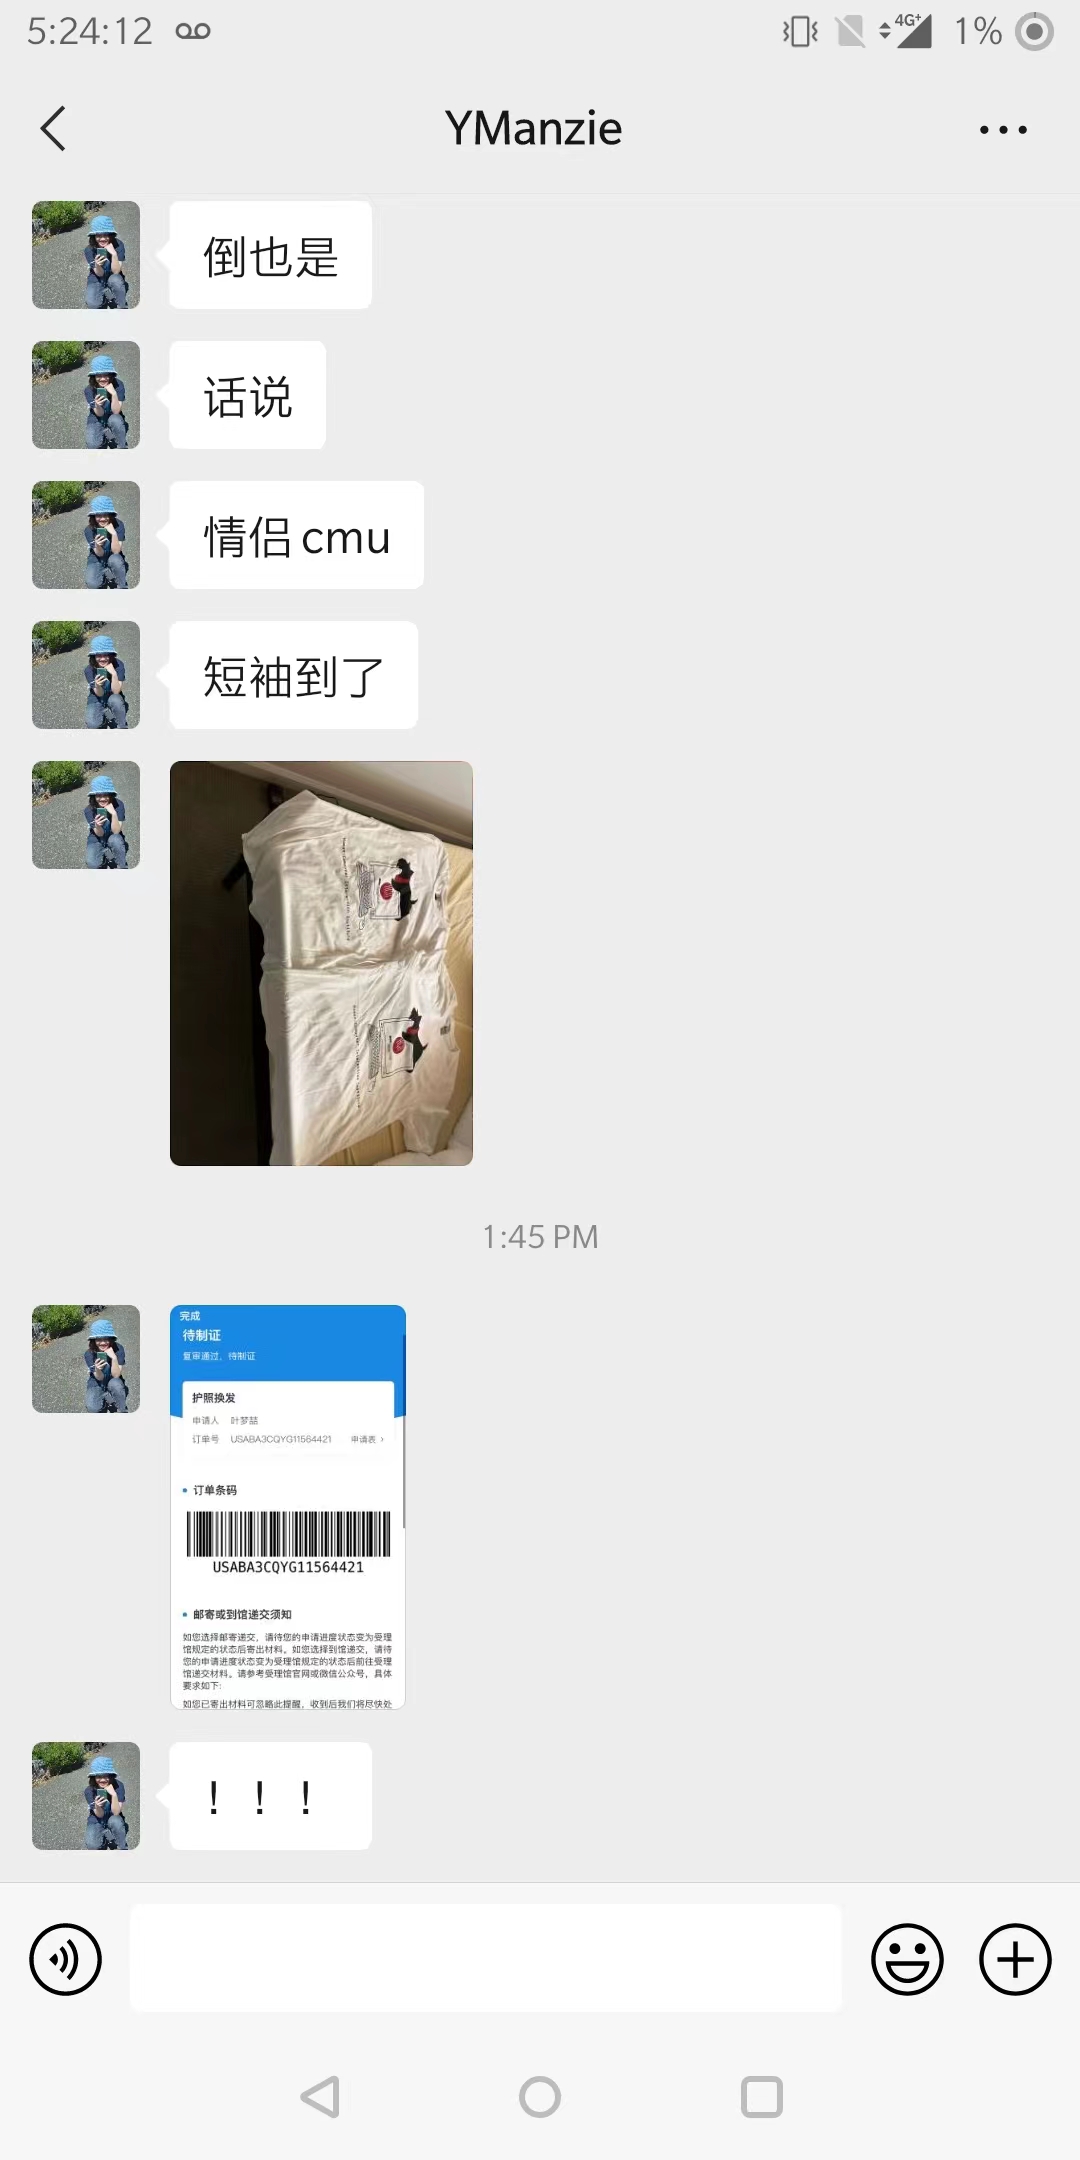 5:24:12
4G+
1%
YManzie
倒也是
话说
情侣 cmu
短袖到了
1:45 PM
完成
待制证
复审通过，待制证
护照换发
申请人 叶梦喆
订单号 USABA3CQYG11564421 申请表 >
订单条码
USABA3CQYG11564421
邮寄或到馆递交须知
如您选择邮寄递交，请待您的申请进度状态变为受理
馆规定的状态后寄出材料。如您选择到馆递交，请待
您的申请进度状态变为受理馆规定的状态后前往受理
馆递交材料。请参考受理馆官网或微信公众号，具体
要求如下：
如您已寄出材料可忽略此提醒，收到后我们将尽快处
！！！